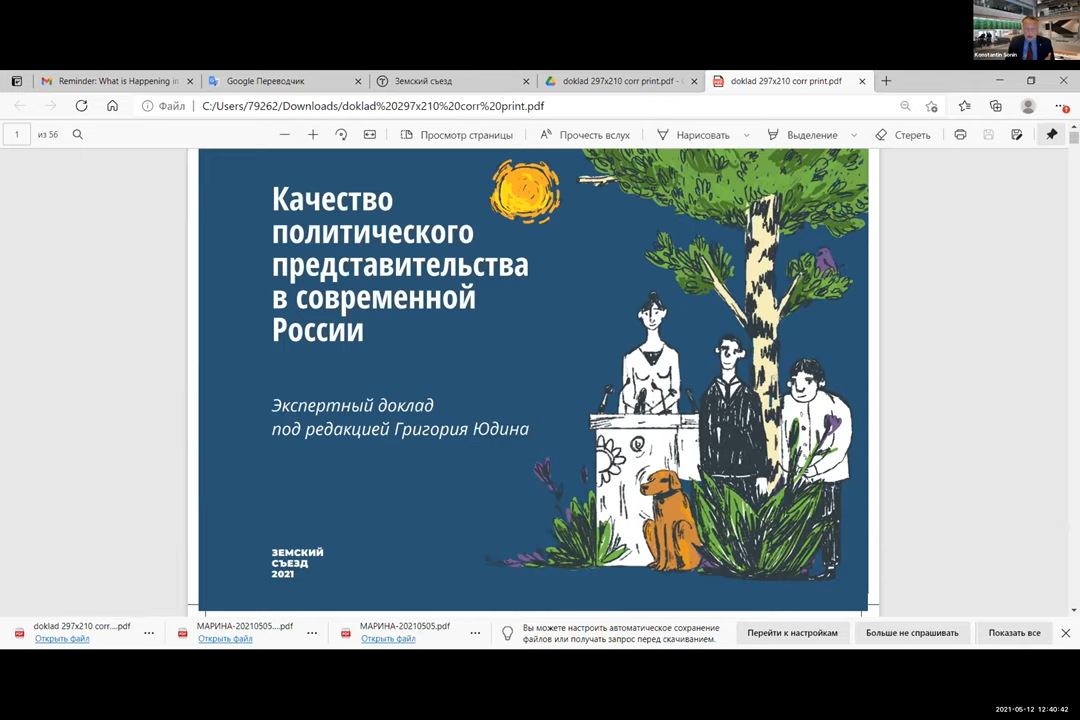 Konstantin Sonin
Reminder: What is Happening in
Google Переводчик
Земский съезд
doklad 297x210 corr print.pdf -
doklad 297x210 corr print.pdf
Файл
C:/Users/79262/Downloads/doklad%20297x210%20corr%20print.pdf
1 из 56
Просмотр страницы
Прочесть вслух
Нарисовать
Выделение
Стереть
Качество
политического
представительства
в современной
России
Экспертный доклад
под редакцией Григория Юдина
ЗЕМСКИЙ
СЪЕЗД
2021
doklad 297x210 corr....pdf
Открыть файл
МАРИНА-20210505....pdf
Открыть файл
МАРИНА-20210505.pdf
Открыть файл
Вы можете настроить автоматическое сохранение
файлов или получать запрос перед скачиванием.
Перейти к настройкам
Больше не спрашивать
Показать все
2021-05-12 12:40:42